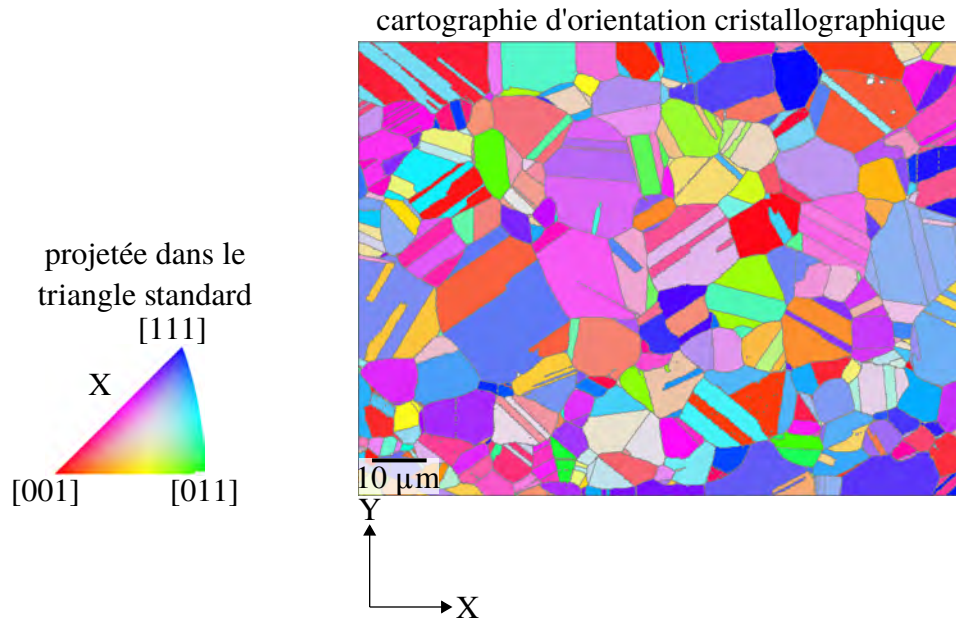 cartographie d'orientation cristallographique
projetée dans le
triangle standard
[111]
X
[001]
[011]
10 µm
Y
X